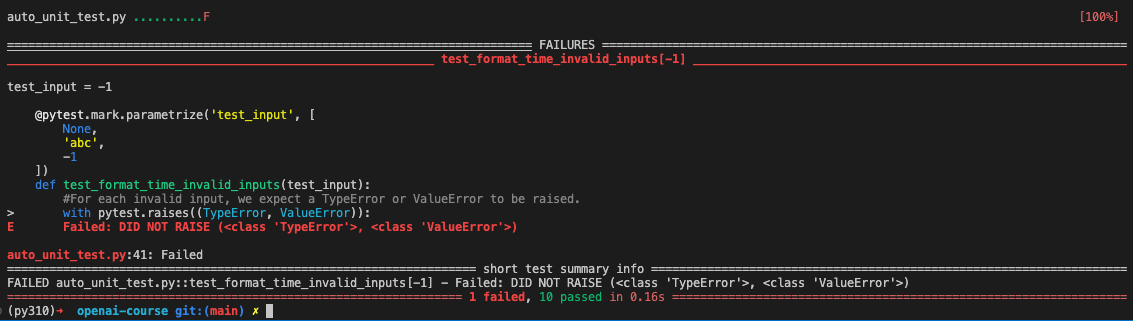 auto_unit_test.py ..........F [100%]
FAILURES
test_format_time_invalid_inputs[-1]
test_input = -1
@pytest.mark.parametrize('test_input', [
None,
'abc',
-1
])
def test_format_time_invalid_inputs(test_input):
#For each invalid input, we expect a TypeError or ValueError to be raised.
> with pytest.raises((TypeError, ValueError)):
E Failed: DID NOT RAISE (<class 'TypeError'>, <class 'ValueError'>)
auto_unit_test.py:41: Failed
short test summary info
FAILED auto_unit_test.py::test_format_time_invalid_inputs[-1] - Failed: DID NOT RAISE (<class 'TypeError'>, <class 'ValueError'>)
1 failed, 10 passed in 0.16s
(py310)➜ openai-course git:(main) ✗